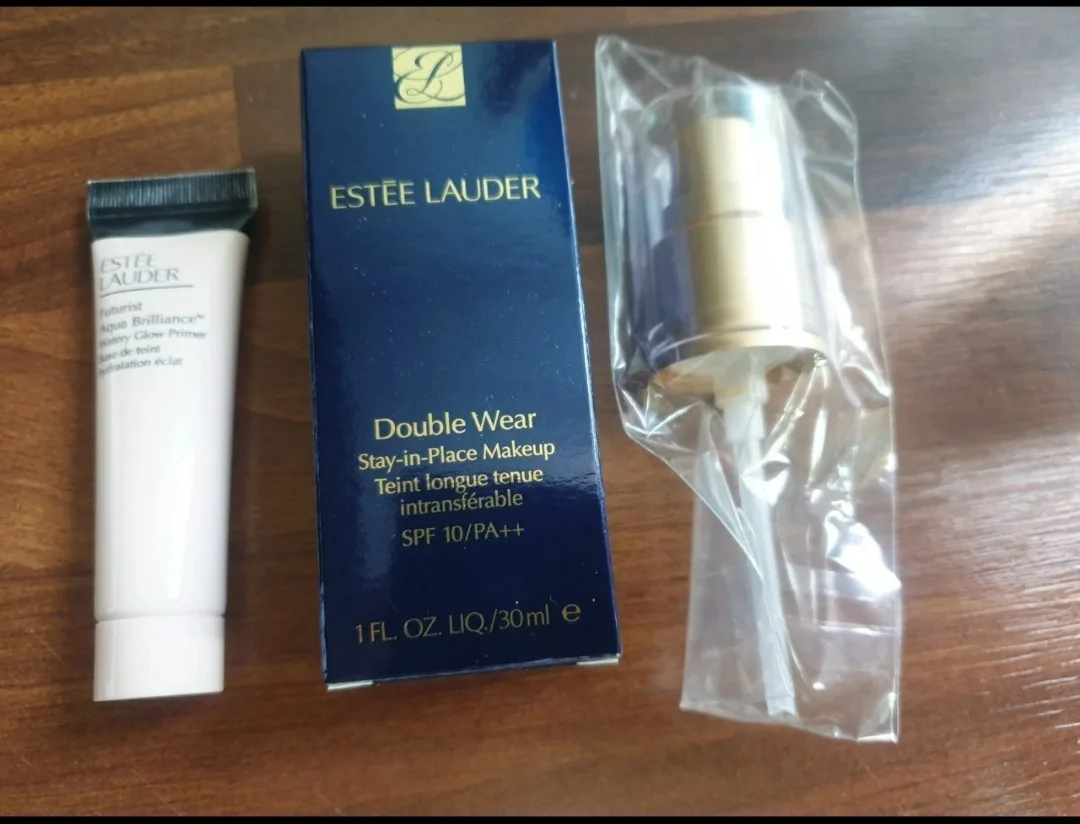 ESTĒE
LAUDER
Futurist
Aqua Brilliance™
Watery Glow Primer
Base de teint
hydratation éclat
EL
ESTĒE LAUDER
Double Wear
Stay-in-Place Makeup
Teint longue tenue
intransférable
SPF 10/PA++
1 FL. OZ. LIQ./30ml e